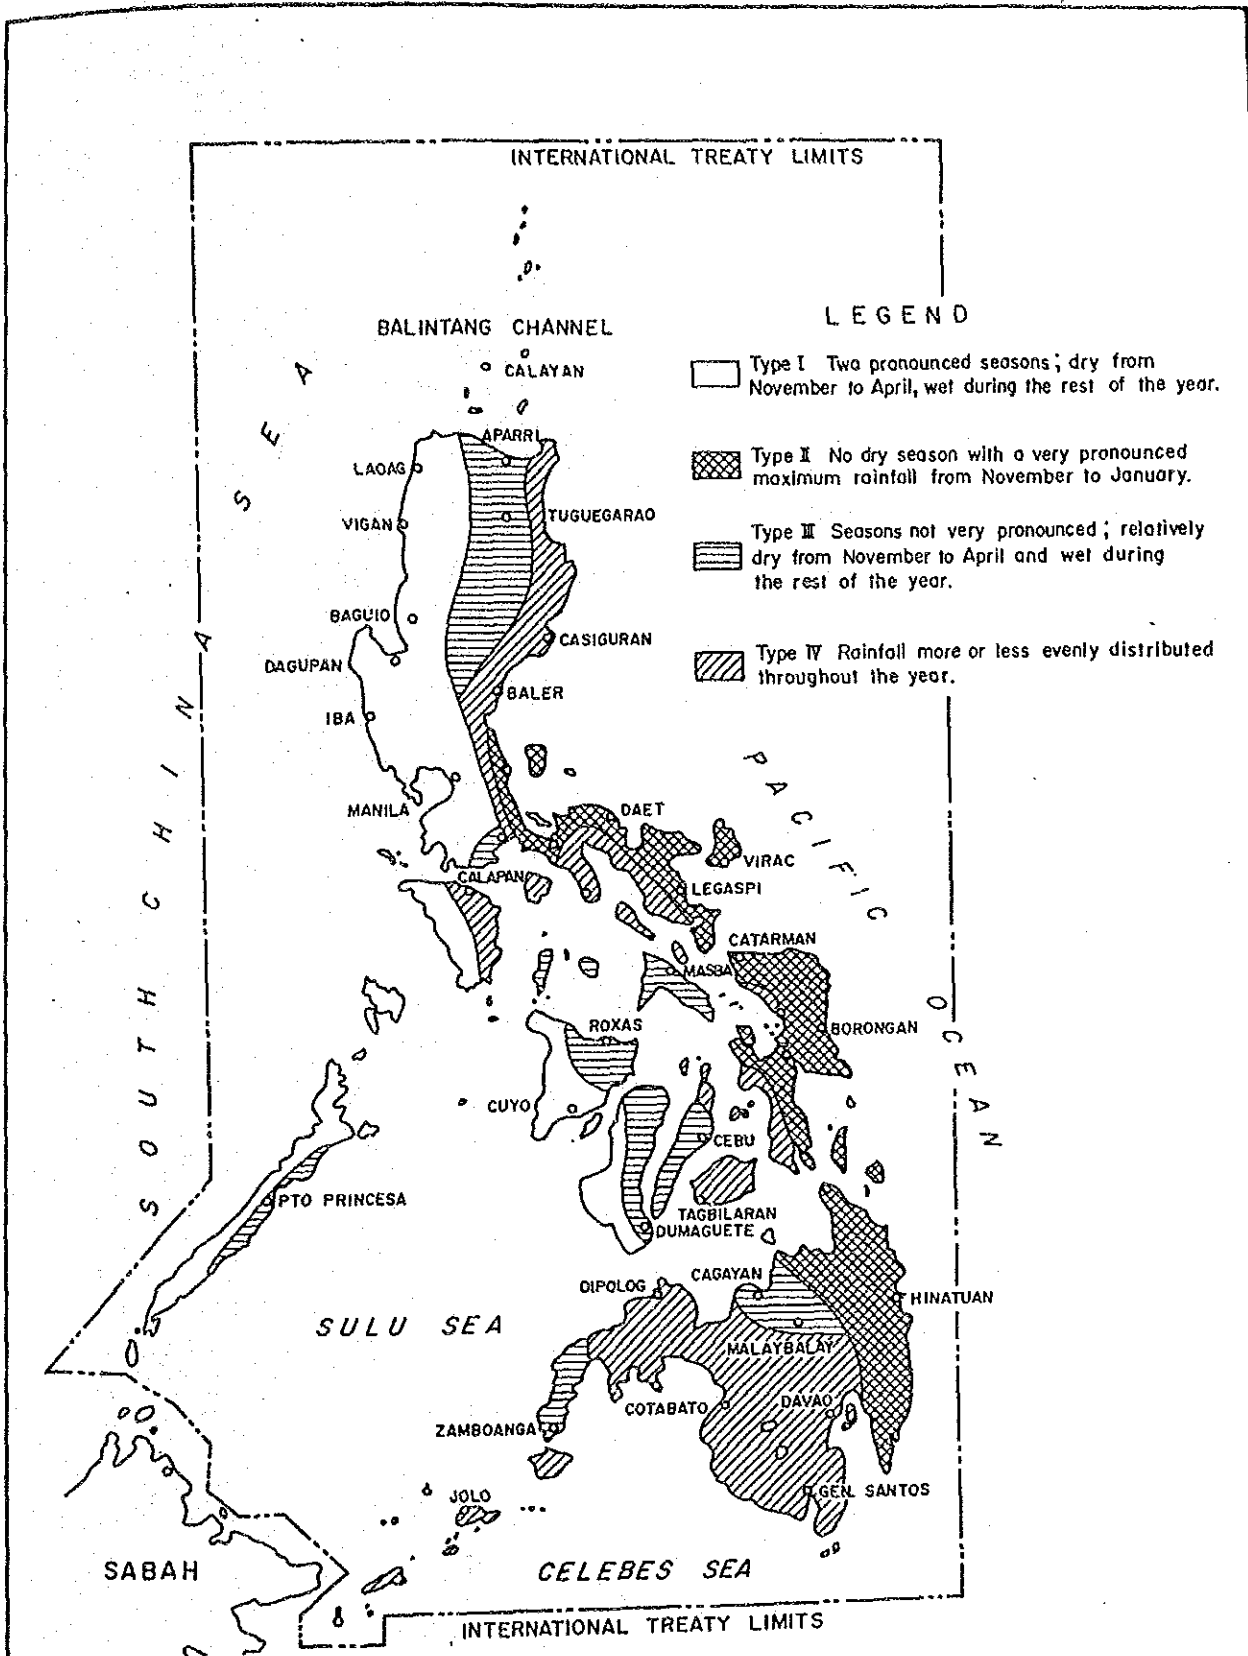 INTERNATIONAL TREATY LIMITS
BALINTANG CHANNEL
CALAYAN
LEGEND
Type I Two pronounced seasons; dry from
November to April, wet during the rest of the year.
Type II No dry season with a very pronounced
maximum rainfall from November to January.
Type III Seasons not very pronounced; relatively
dry from November to April and wet during
the rest of the year.
Type IV Rainfall more or less evenly distributed
throughout the year.
SOUTH CHINA SEA
PACIFIC OCEAN
APARRI
LAOAG
VIGAN
TUGUEGARAO
BAGUIO
CASIGURAN
DAGUPAN
BALER
IBA
MANILA
DAET
VIRAC
CALAPAN
LEGASPI
CATARMAN
MASBA
ROXAS
BORONGAN
CUYO
CEBU
PTO PRINCESA
TAGBILARAN
DUMAGUETE
CAGAYAN
DIPOLOG
HINATUAN
SULU SEA
MALAYBALAY
COTABATO
DAVAO
ZAMBOANGA
JOLO
GEN. SANTOS
SABAH
CELEBES SEA
INTERNATIONAL TREATY LIMITS